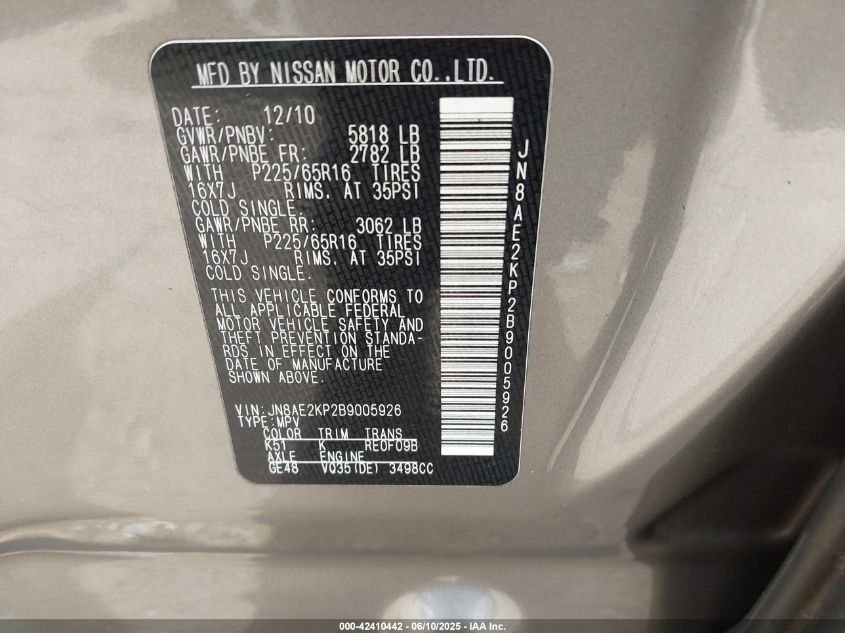 MFD BY NISSAN MOTOR CO.,LTD.
DATE: 12/10
GVWR/PNBV: 5818 LB
GAWR/PNBE FR: 2782 LB
WITH P225/65R16 TIRES
16X7J RIMS. AT 35PSI
COLD SINGLE.
GAWR/PNBE RR: 3062 LB
WITH P225/65R16 TIRES
16X7J RIMS. AT 35PSI
COLD SINGLE.
THIS VEHICLE CONFORMS TO
ALL APPLICABLE FEDERAL
MOTOR VEHICLE SAFETY AND
THEFT PREVENTION STANDA-
RDS IN EFFECT ON THE
DATE OF MANUFACTURE
SHOWN ABOVE.
VIN:JN8AE2KP2B9005926
TYPE:MPV
COLOR TRIM TRANS
K51 K RE0F09B
AXLE ENGINE
GE48 VQ35(DE) 3498CC
JN8AE2KP2B9005926
000-42410442 - 06/10/2025 - IAA Inc.